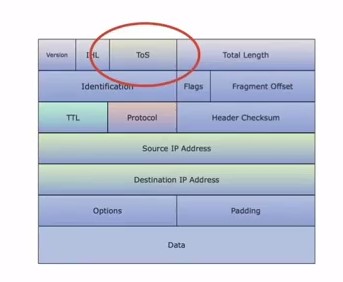 Version IHL ToS Total Length
Identification Flags Fragment Offset
TTL Protocol Header Checksum
Source IP Address
Destination IP Address
Options Padding
Data